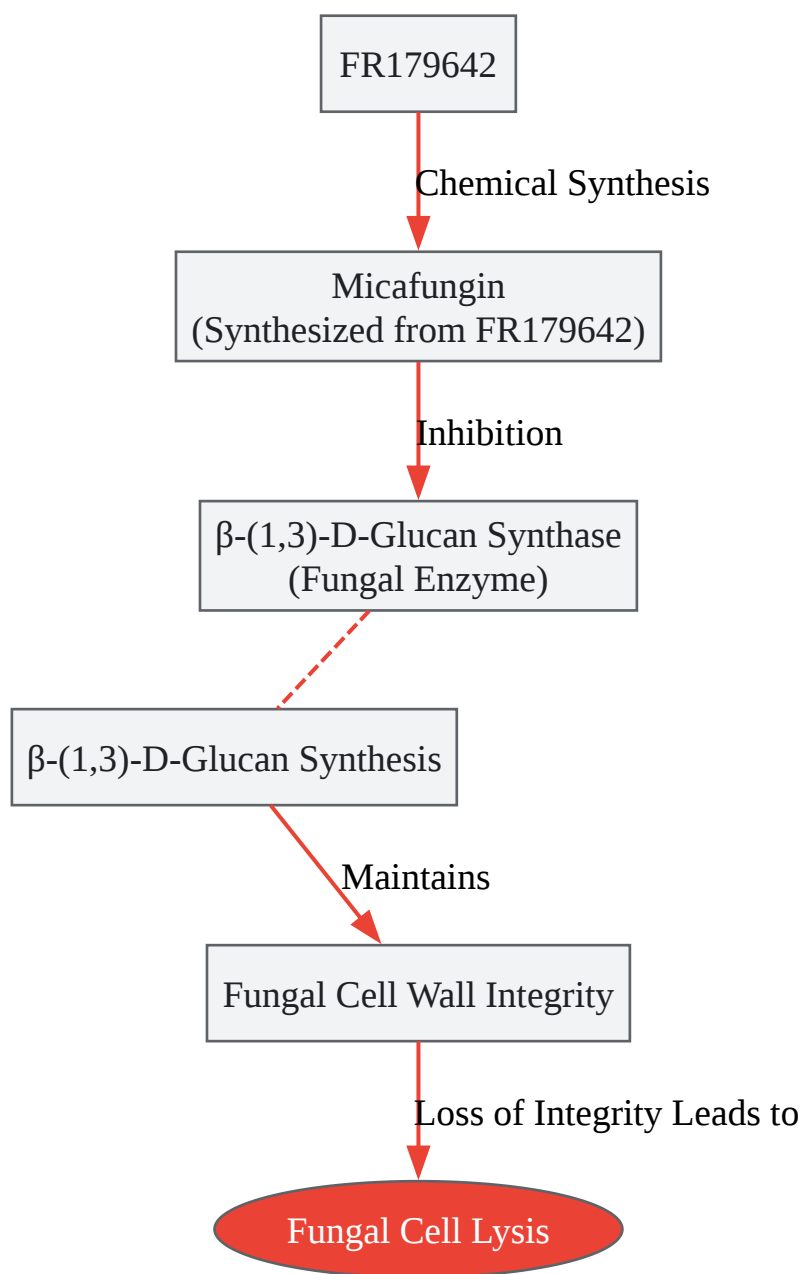 FR179642
Chemical Synthesis
Micafungin
(Synthesized from FR179642)
Inhibition
β-(1,3)-D-Glucan Synthase
(Fungal Enzyme)
β-(1,3)-D-Glucan Synthesis
Maintains
Fungal Cell Wall Integrity
Loss of Integrity Leads to
Fungal Cell Lysis